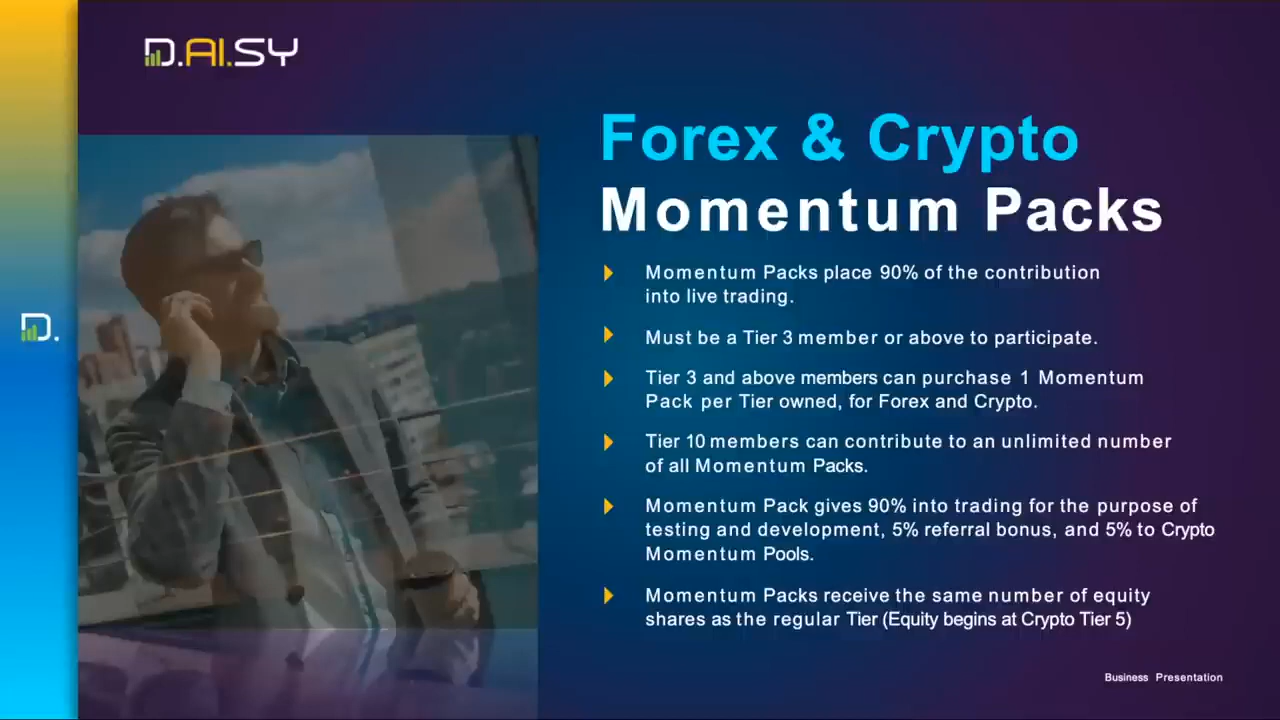 D.AI.SY
Forex & Crypto
Momentum Packs
Momentum Packs place 90% of the contribution
into live trading.
Must be a Tier 3 member or above to participate.
Tier 3 and above members can purchase 1 Momentum
Pack per Tier owned, for Forex and Crypto.
Tier 10 members can contribute to an unlimited number
of all Momentum Packs.
Momentum Pack gives 90% into trading for the purpose of
testing and development, 5% referral bonus, and 5% to Crypto
Momentum Pools.
Momentum Packs receive the same number of equity
shares as the regular Tier (Equity begins at Crypto Tier 5)
D.
Business Presentation